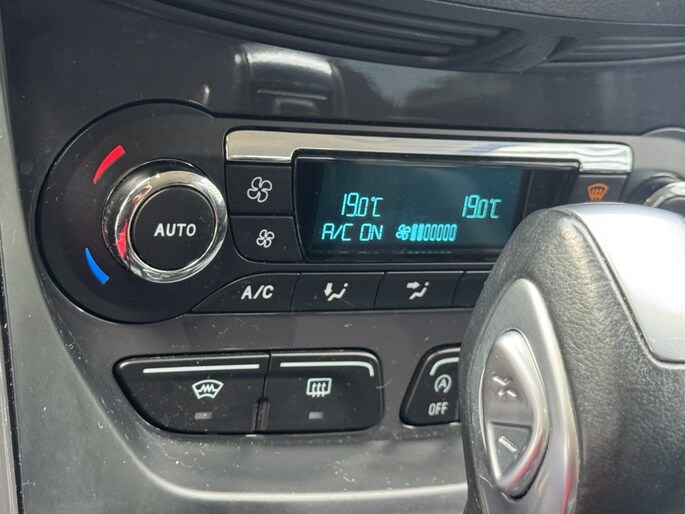 19.0°C 19.0°C
A/C ON
AUTO
A/C
A
OFF
+
-